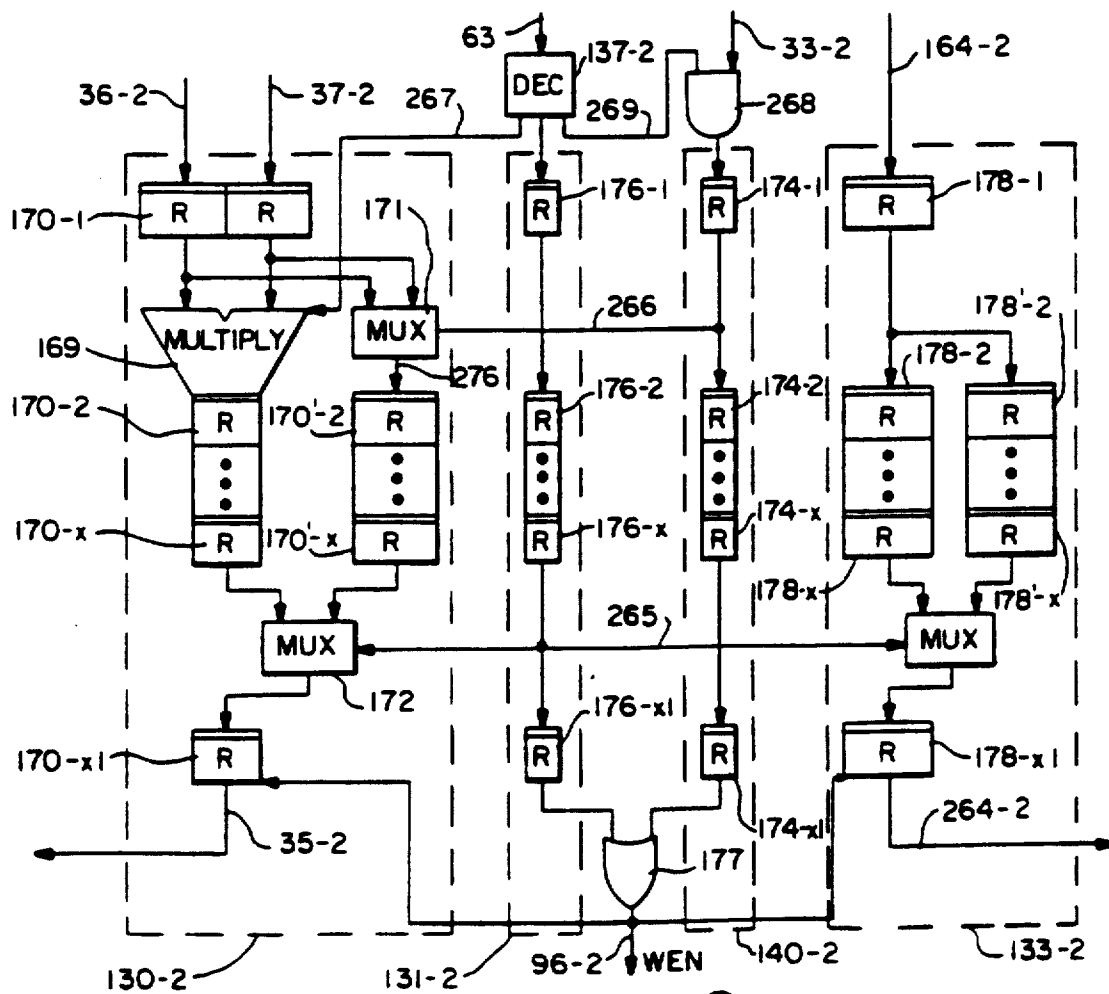 63
137-2
33-2
164-2
36-2
37-2
267
DEC
269
268
170-1
R
R
R
176-1
R
174-1
R
178-1
171
MULTIPLY
MUX
266
178'-2
169
276
178-2
170-2
R
170'-2
R
R
176-2
R
174-2
R
R
170-x
R
170'-x
R
R
176-x
R
174-x
R
R
178-x
178'-x
265
MUX
MUX
172
176-x1
170-x1
R
R
R
R
178-x1
174-x1
35-2
177
264-2
130-2
131-2
96-2
WEN
140-2
133-2